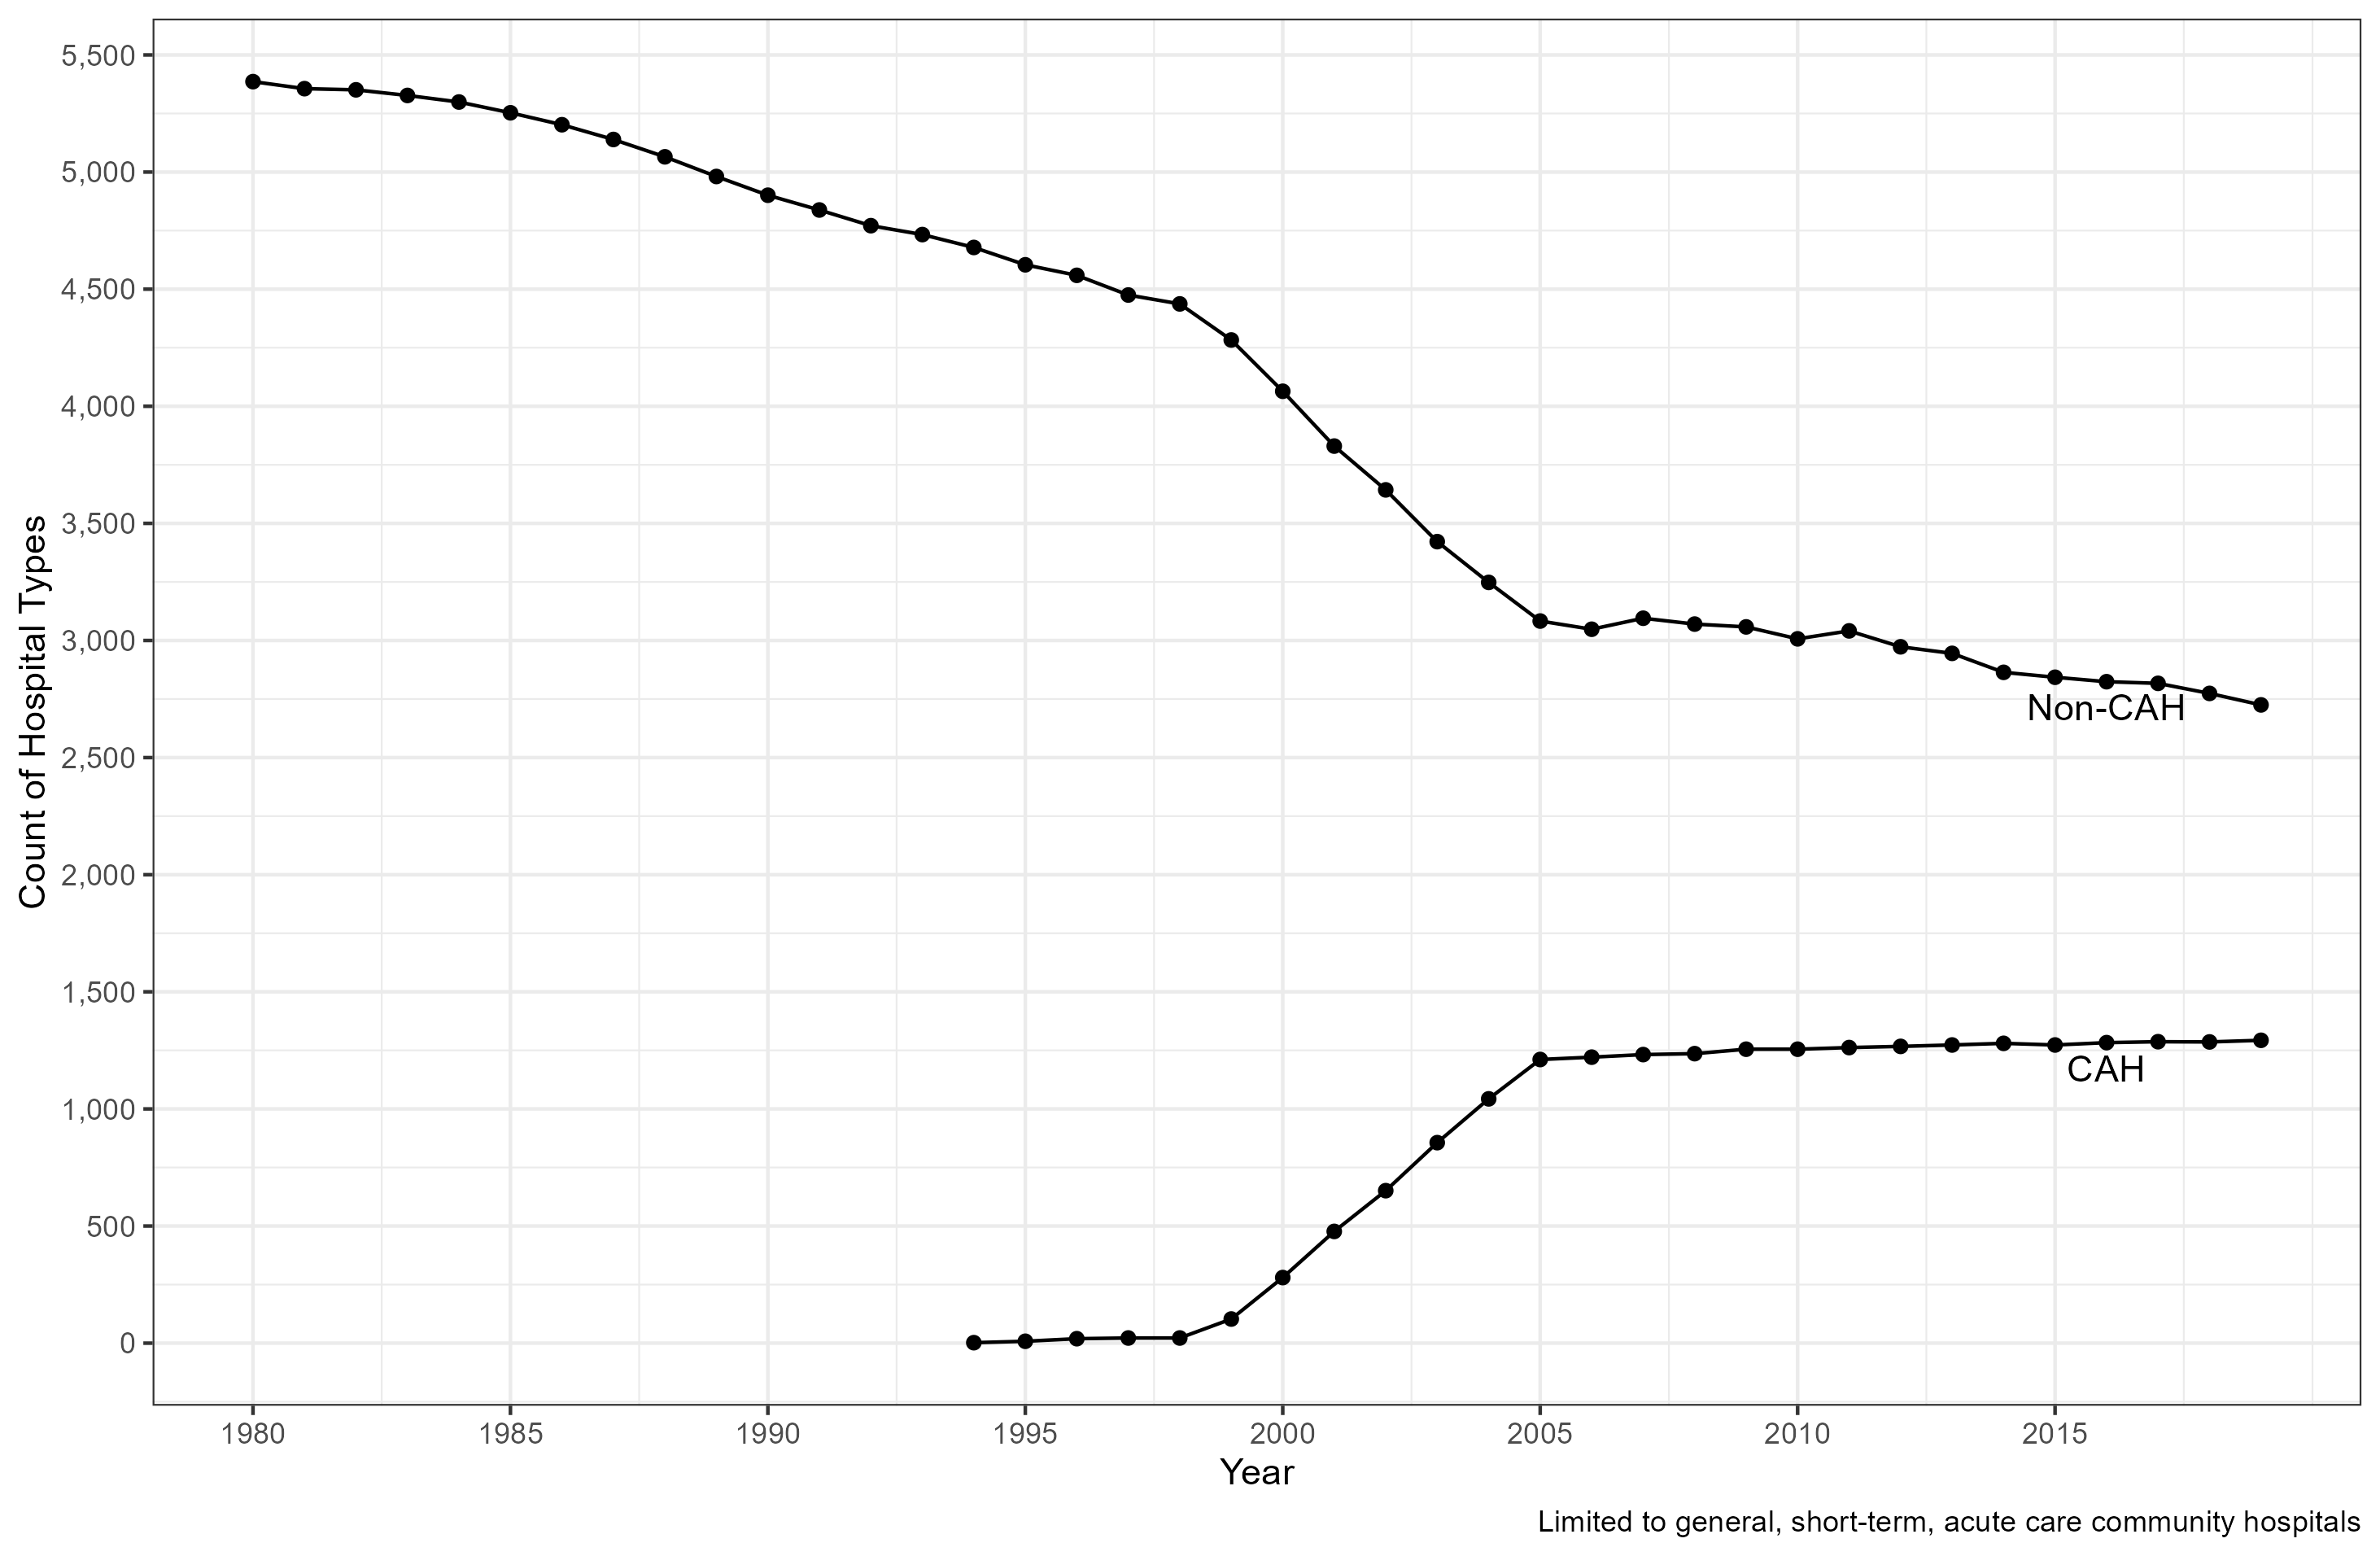 5,500
5,000
4,500
4,000
3,500
3,000
2,500
2,000
1,500
1,000
500
0
Count of Hospital Types
Non-CAH
CAH
1980 1985 1990 1995 2000 2005 2010 2015
Year
Limited to general, short-term, acute care community hospitals